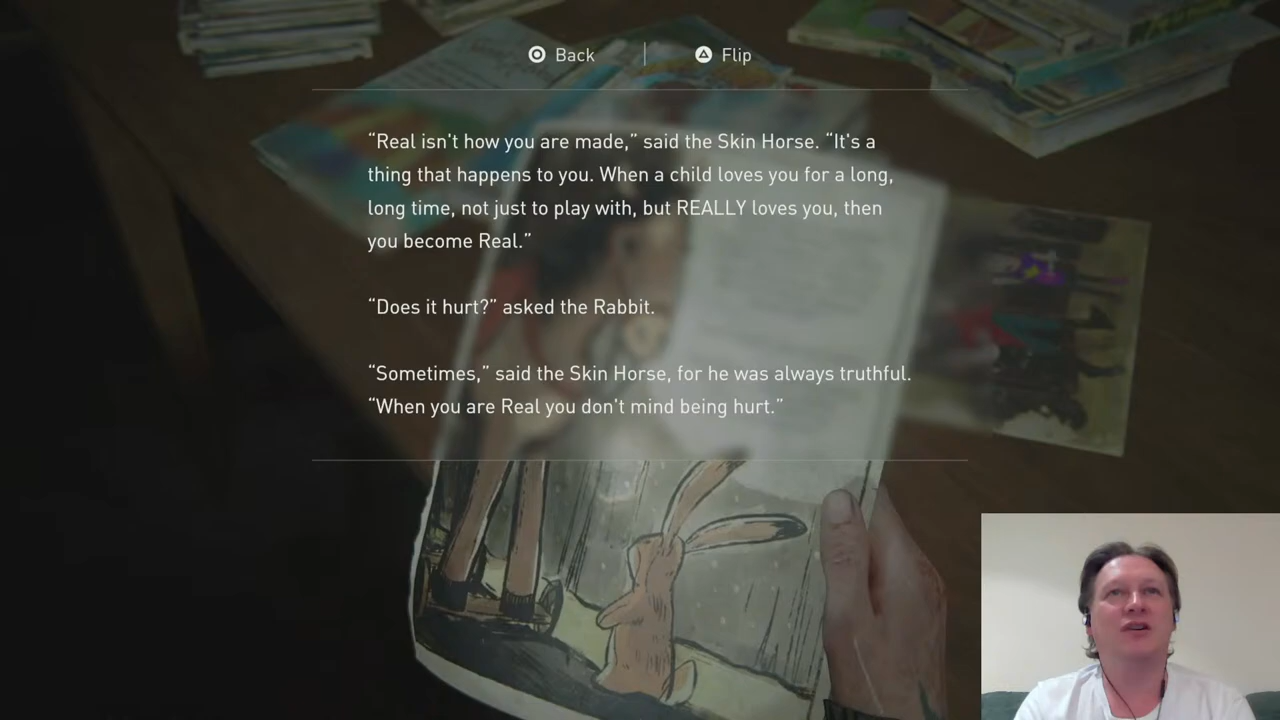 Back | Flip
“Real isn't how you are made,” said the Skin Horse. “It's a
thing that happens to you. When a child loves you for a long,
long time, not just to play with, but REALLY loves you, then
you become Real.”
“Does it hurt?” asked the Rabbit.
“Sometimes,” said the Skin Horse, for he was always truthful.
“When you are Real you don't mind being hurt.”